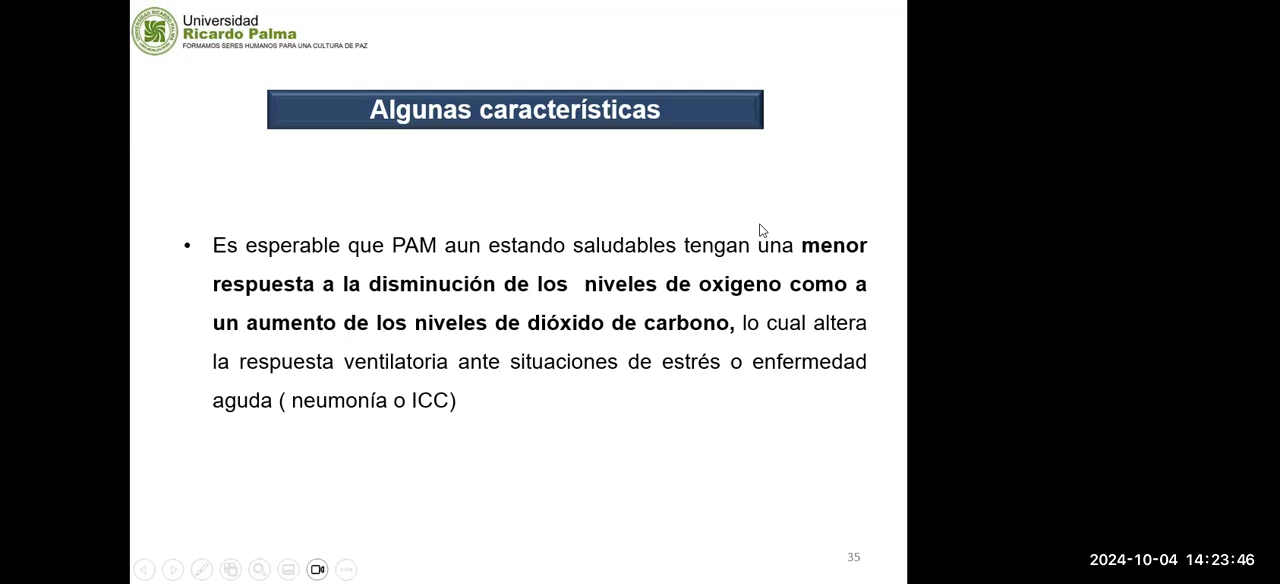 Universidad
Ricardo Palma
FORMAMOS SERES HUMANOS PARA UNA CULTURA DE PAZ
Algunas características
• Es esperable que PAM aun estando saludables tengan una menor
respuesta a la disminución de los niveles de oxigeno como a
un aumento de los niveles de dióxido de carbono, lo cual altera
la respuesta ventilatoria ante situaciones de estrés o enfermedad
aguda ( neumonía o ICC)
35
2024-10-04 14:23:46